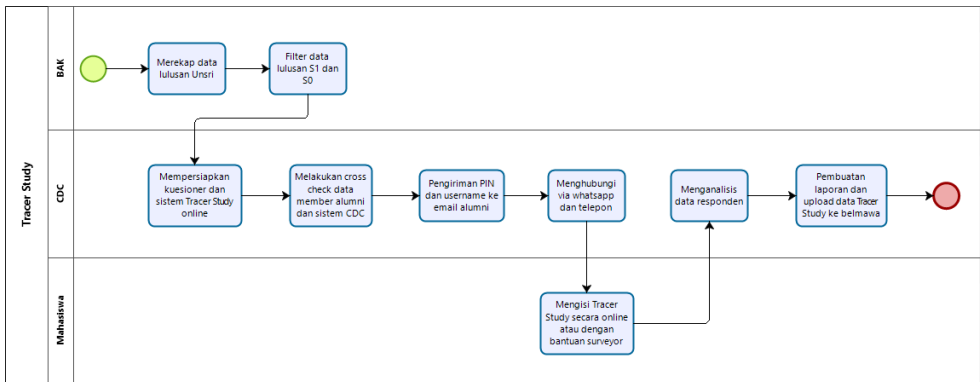 Tracer Study
BAK
Merekap data
lulusan Unsri
Filter data
lulusan S1 dan
S0
CDC
Mempersiapkan
kuesioner dan
sistem Tracer Study
online
Melakukan cross
check data
member alumni
dan sistem CDC
Pengiriman PIN
dan username ke
email alumni
Menghubungi
via whatsapp
dan telepon
Menganalisis
data responden
Pembuatan
laporan dan
upload data Tracer
Study ke belmawa
Mahasiswa
Mengisi Tracer
Study secara online
atau dengan
bantuan surveyor